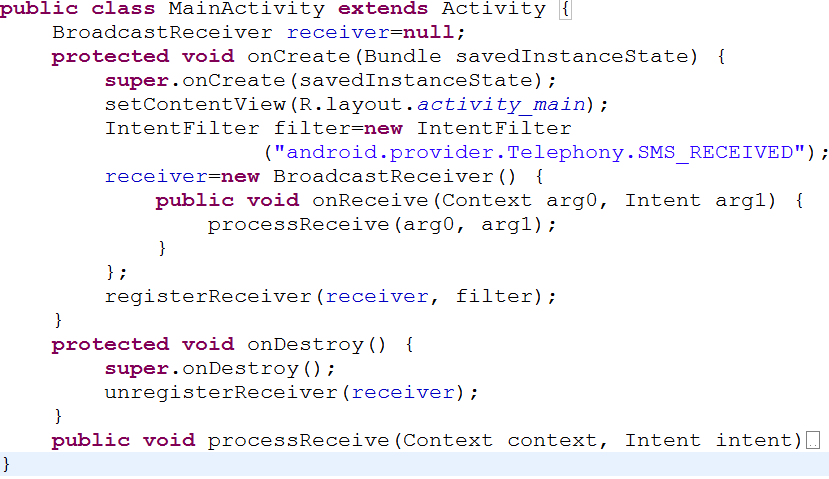 public class MainActivity extends Activity {
    BroadcastReceiver receiver=null;
    protected void onCreate(Bundle savedInstanceState) {
        super.onCreate(savedInstanceState);
        setContentView(R.layout.activity_main);
        IntentFilter filter=new IntentFilter
                    ("android.provider.Telephony.SMS_RECEIVED");
        receiver=new BroadcastReceiver() {
            public void onReceive(Context arg0, Intent arg1) {
                processReceive(arg0, arg1);
            }
        };
        registerReceiver(receiver, filter);
    }
    protected void onDestroy() {
        super.onDestroy();
        unregisterReceiver(receiver);
    }
    public void processReceive(Context context, Intent intent)
}